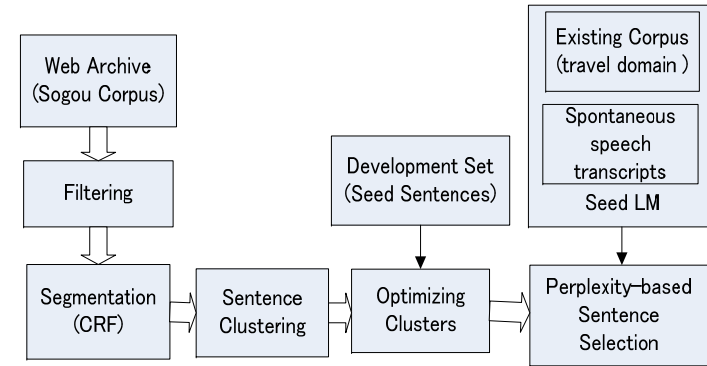 Web Archive
(Sogou Corpus)
Filtering
Segmentation
(CRF)
Sentence
Clustering
Development Set
(Seed Sentences)
Optimizing
Clusters
Existing Corpus
(travel domain )
Spontaneous
speech
transcripts
Seed LM
Perplexity-based
Sentence
Selection